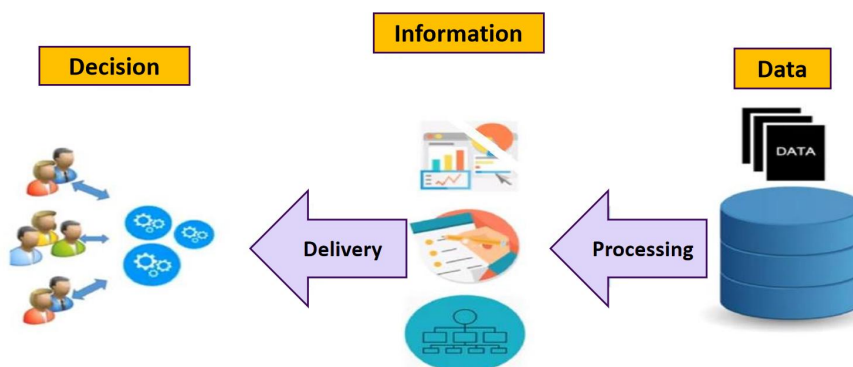 Information
Decision
Data
DATA
Delivery
Processing